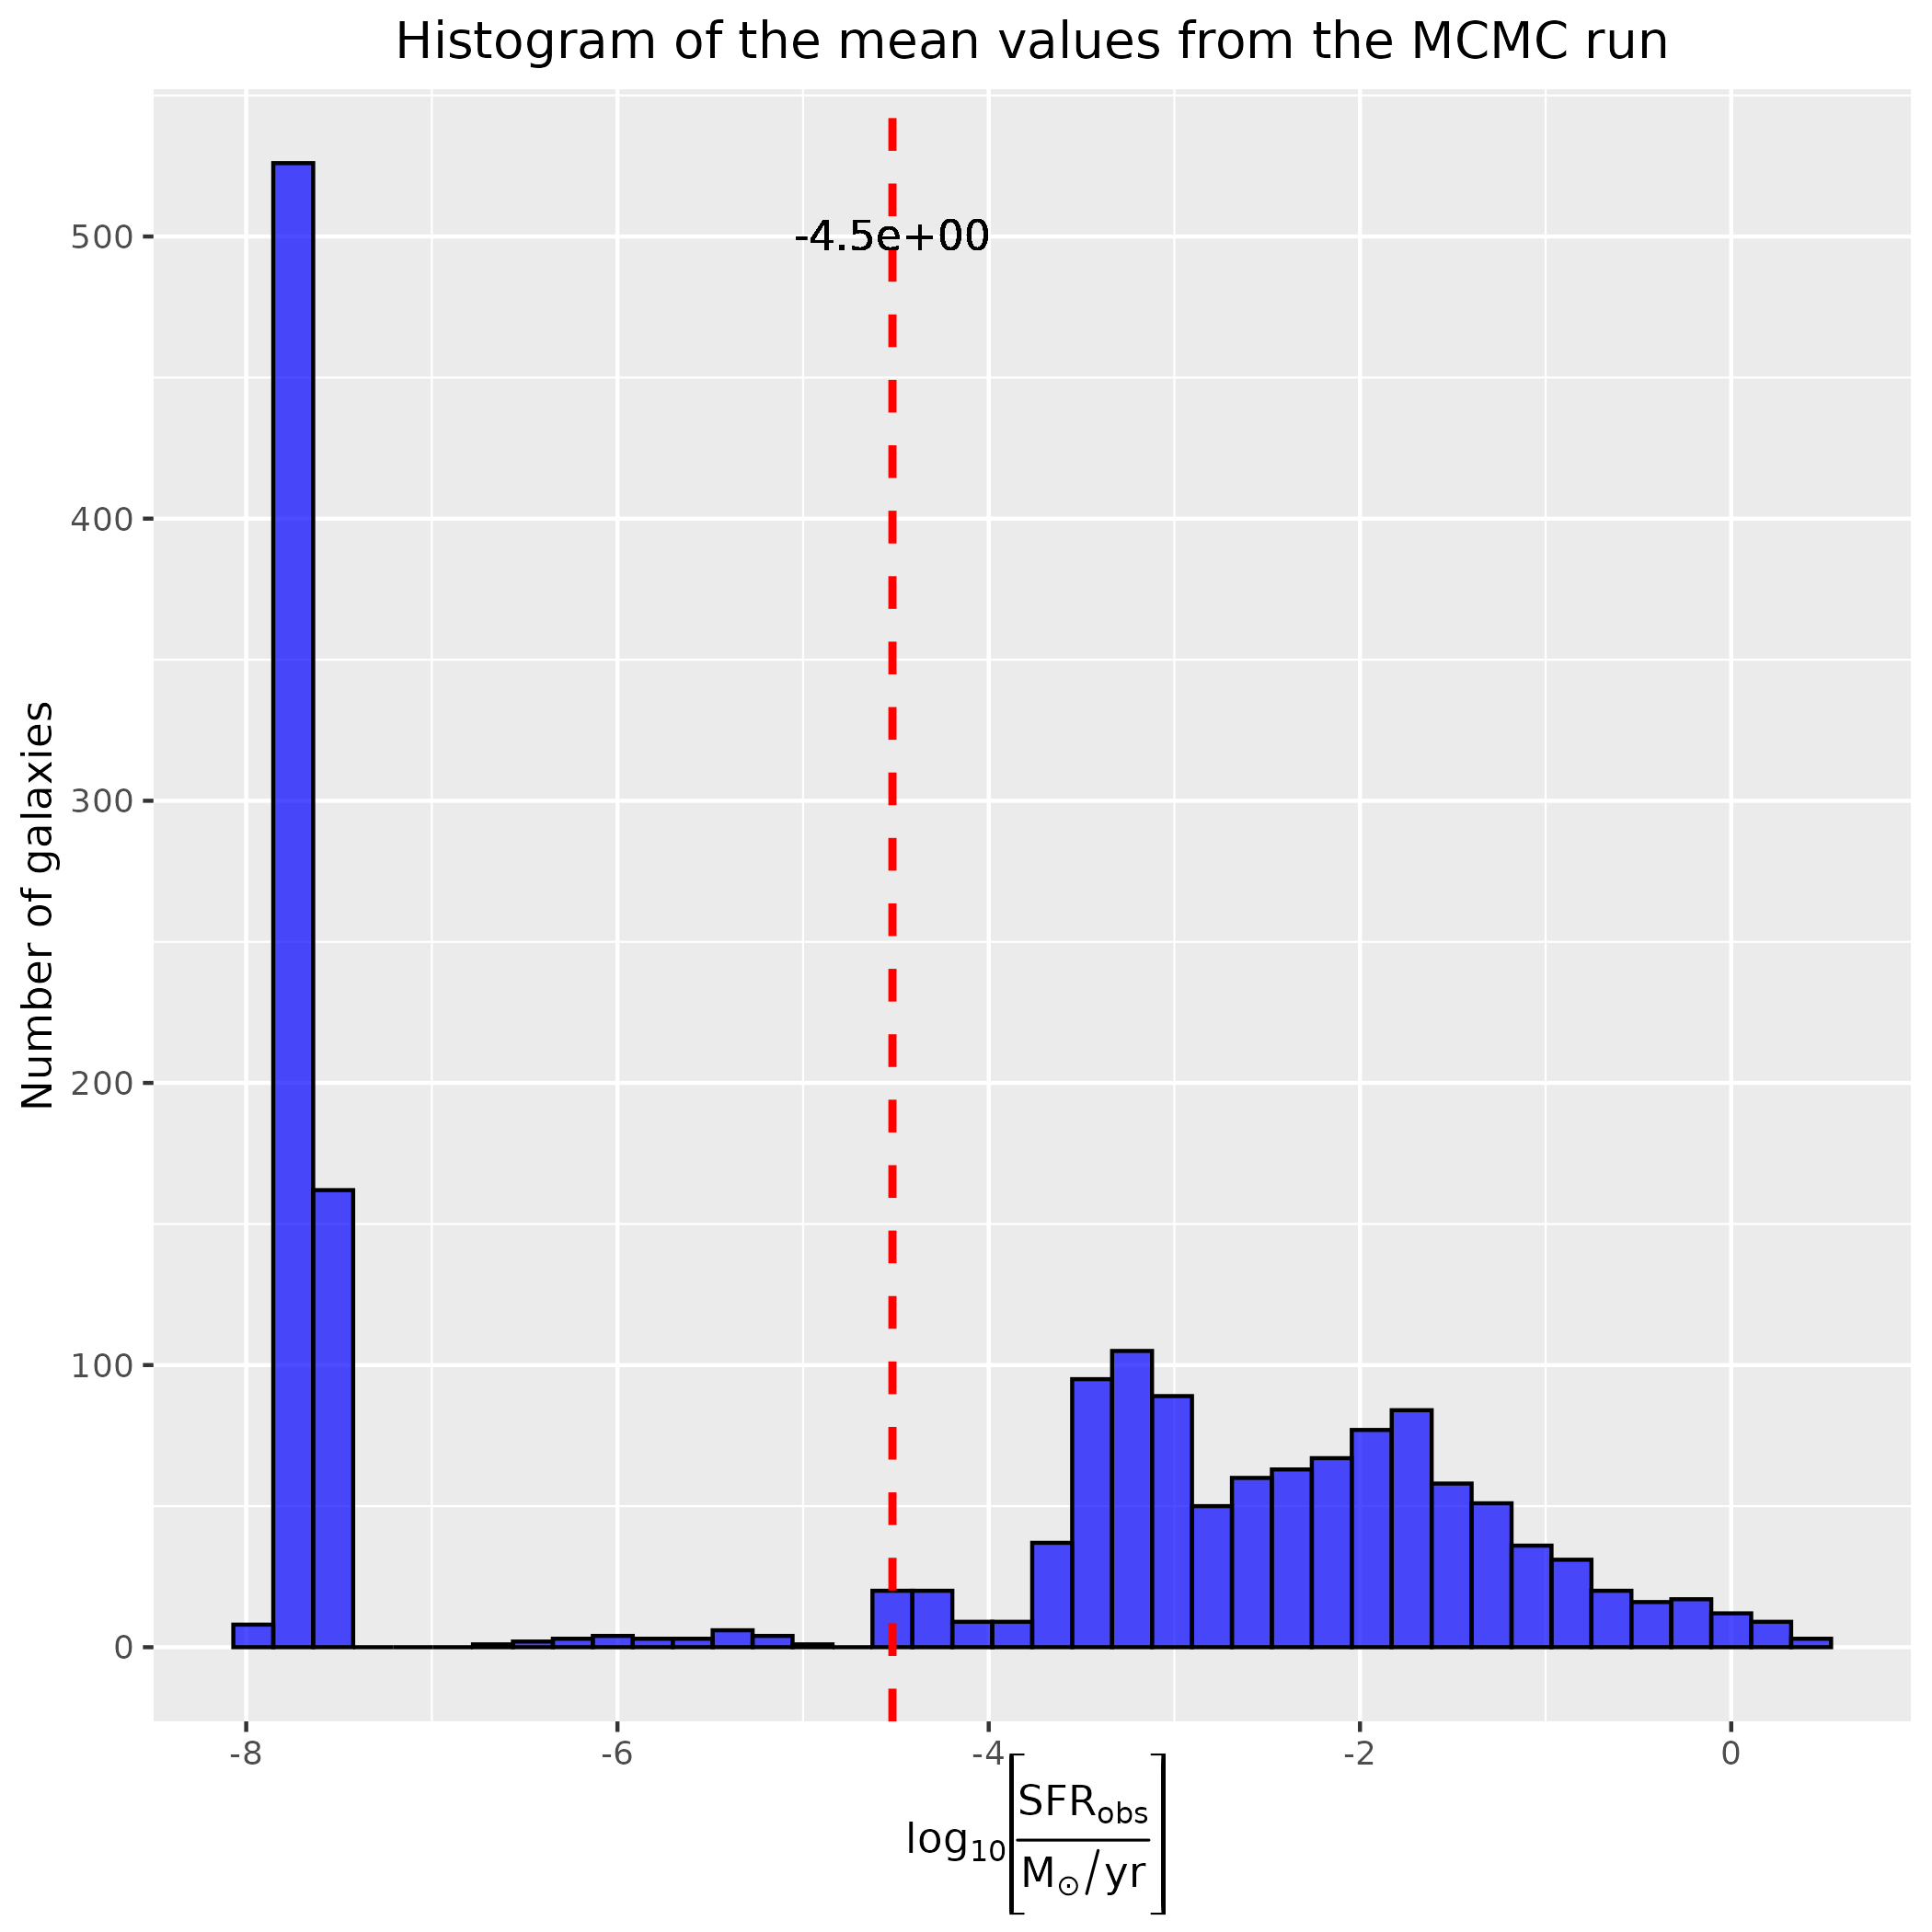 Histogram of the mean values from the MCMC run
Number of galaxies
500
400
300
200
100
0
-4.5e+00
-8 -6 -4 -2 0
SFRobs
log10
M☉/yr